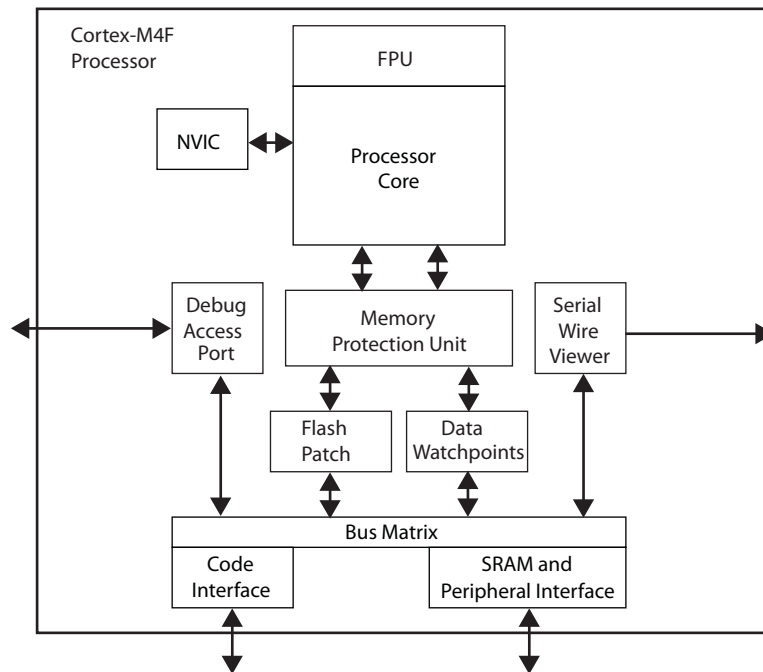 Cortex-M4F
Processor
FPU
NVIC
Processor
Core
Debug
Access
Port
Memory
Protection Unit
Serial
Wire
Viewer
Flash
Patch
Data
Watchpoints
Bus Matrix
Code
Interface
SRAM and
Peripheral Interface